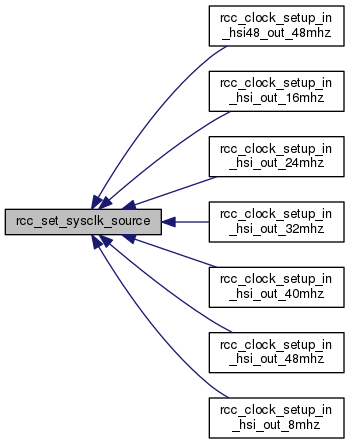 rcc_clock_setup_in
_hsi48_out_48mhz
rcc_clock_setup_in
_hsi_out_16mhz
rcc_clock_setup_in
_hsi_out_24mhz
rcc_set_sysclk_source
rcc_clock_setup_in
_hsi_out_32mhz
rcc_clock_setup_in
_hsi_out_40mhz
rcc_clock_setup_in
_hsi_out_48mhz
rcc_clock_setup_in
_hsi_out_8mhz